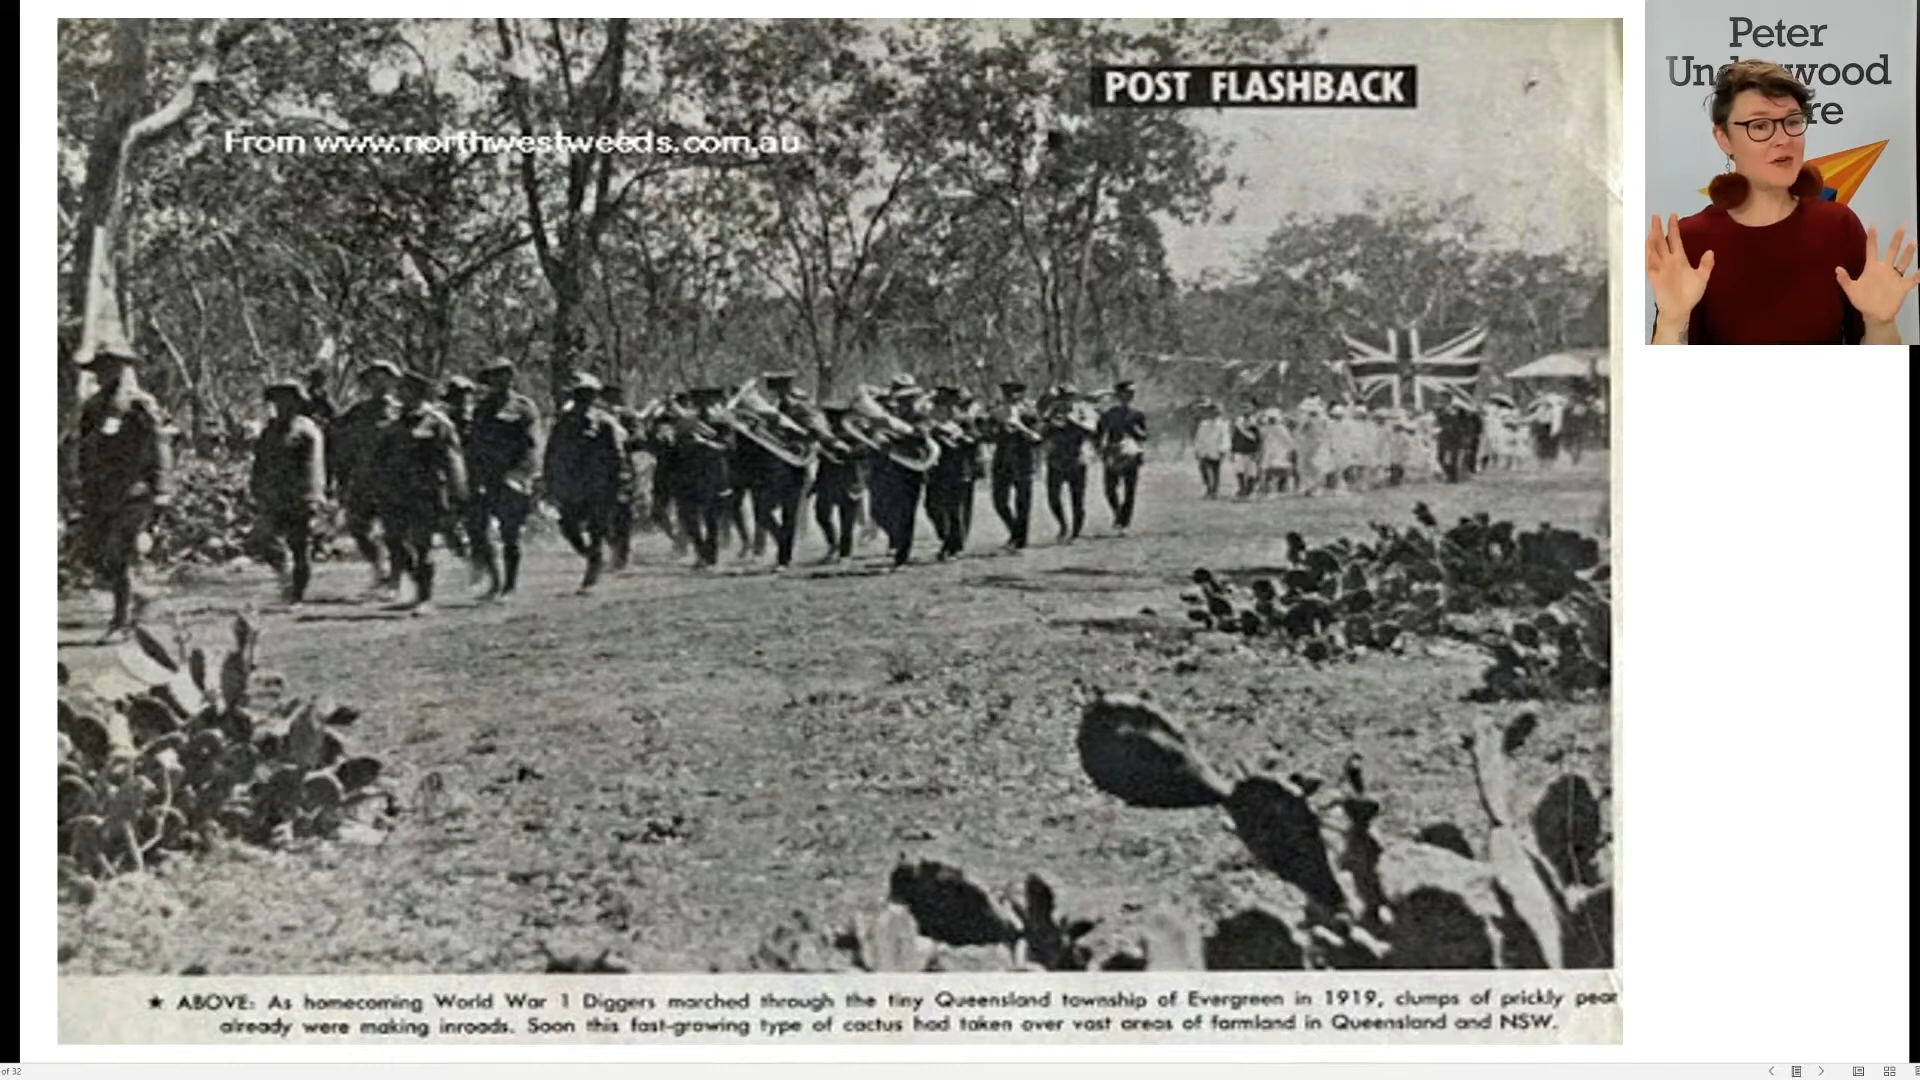 POST FLASHBACK
From www.northwestweeds.com.au
★ ABOVE: As homecoming World War 1 Diggers marched through the tiny Queensland township of Evergreen in 1919, clumps of prickly pear
already were making inroads. Soon this fast-growing type of cactus had taken over vast areas of farmland in Queensland and NSW.
Peter
Un wood
re
of 32